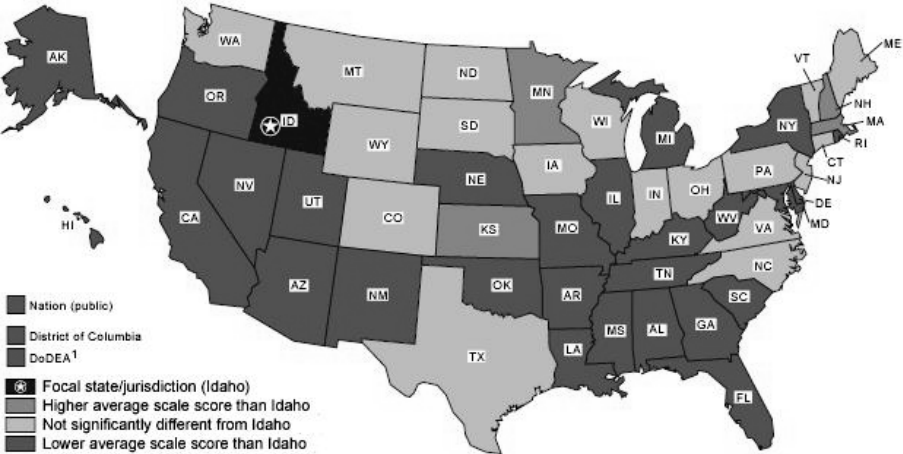 AK
WA
MT
ND
MN
VT
ME
OR
ID
SD
WI
MI
NY
NH
MA
RI
CT
WY
IA
NE
PA
NJ
NV
UT
CO
IL
IN
OH
DE
MD
WV
VA
HI
CA
KS
MO
KY
NC
TN
AZ
NM
OK
AR
SC
MS
AL
GA
LA
TX
FL
Nation (public)
District of Columbia
DoDEA1
Focal state/jurisdiction (Idaho)
Higher average scale score than Idaho
Not significantly different from Idaho
Lower average scale score than Idaho